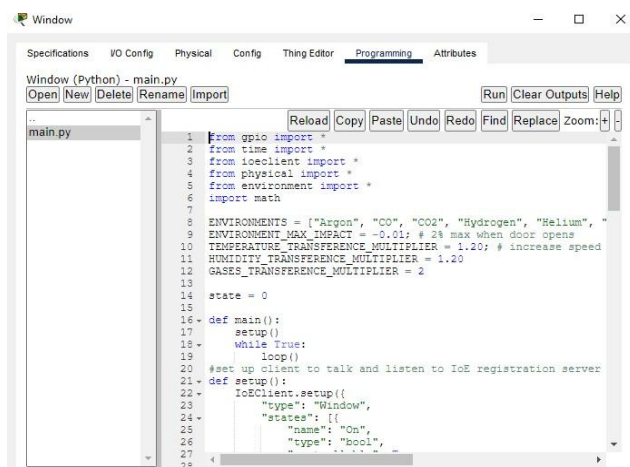 Window
Specifications I/O Config Physical Config Thing Editor Programming Attributes
Window (Python) - main.py
Open New Delete Rename Import Run Clear Outputs Help
.. Reload Copy Paste Undo Redo Find Replace Zoom: + -
main.py
1 from gpio import *
2 from time import *
3 from ioeclient import *
4 from physical import *
5 from environment import *
6 import math
7
8 ENVIRONMENTS = ["Argon", "CO", "CO2", "Hydrogen", "Helium", "
9 ENVIRONMENT_MAX_IMPACT = -0.01; # 2% max when door opens
10 TEMPERATURE_TRANSFERENCE_MULTIPLIER = 1.20; # increase speed
11 HUMIDITY_TRANSFERENCE_MULTIPLIER = 1.20
12 GASES_TRANSFERENCE_MULTIPLIER = 2
13
14 state = 0
15
16 def main():
17 setup()
18 while True:
19 loop()
20 #set up client to talk and listen to IoE registration server
21 def setup():
22 IoEClient.setup({
23 "type": "Window",
24 "states": [{
25 "name": "On",
26 "type": "bool",
27
28